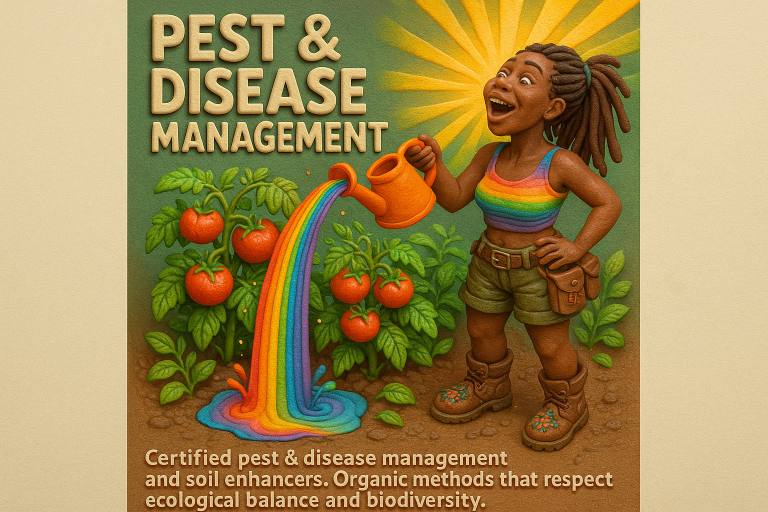 PEST &
DISEASE
MANAGEMENT
Certified pest & disease management
and soil enhancers. Organic methods that respect
ecological balance and biodiversity.